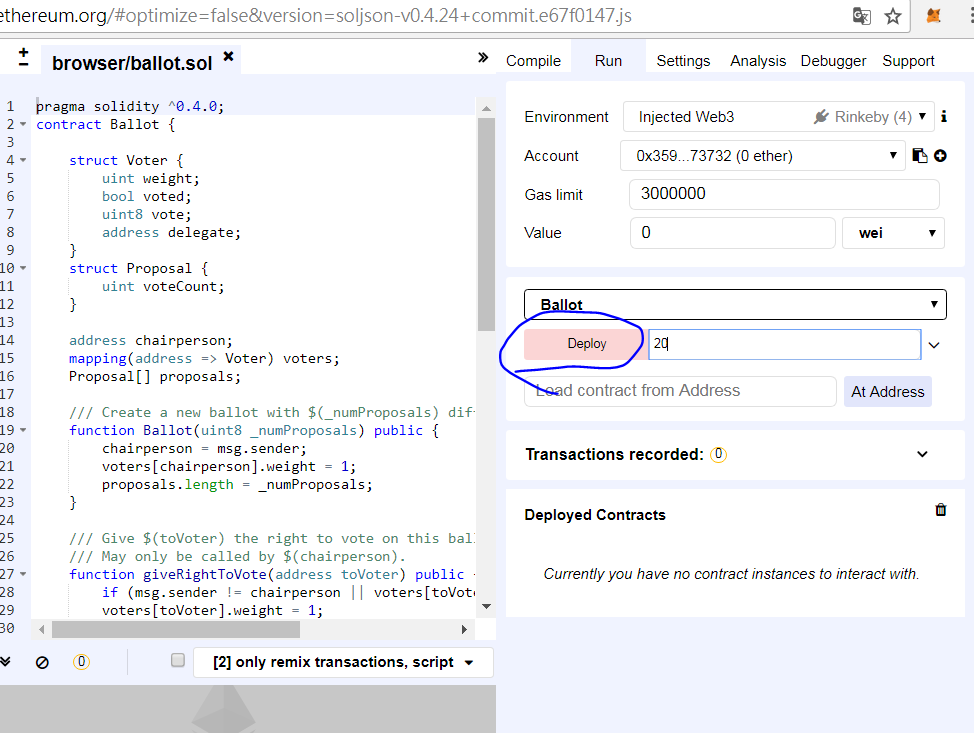 ethereum.org/#optimize=false&version=soljson-v0.4.24+commit.e67f0147.js
browser/ballot.sol
Compile Run Settings Analysis Debugger Support
1 pragma solidity ^0.4.0;
2 contract Ballot {
3
4 struct Voter {
5 uint weight;
6 bool voted;
7 uint8 vote;
8 address delegate;
9 }
10 struct Proposal {
11 uint voteCount;
12 }
13
14 address chairperson;
15 mapping(address => Voter) voters;
16 Proposal[] proposals;
17
18 /// Create a new ballot with $(_numProposals) dif
19 function Ballot(uint8 _numProposals) public {
20 chairperson = msg.sender;
21 voters[chairperson].weight = 1;
22 proposals.length = _numProposals;
23 }
24
25 /// Give $(toVoter) the right to vote on this bal
26 /// May only be called by $(chairperson).
27 function giveRightToVote(address toVoter) public
28 if (msg.sender != chairperson || voters[toVote
29 voters[toVoter].weight = 1;
30
0 [2] only remix transactions, script
Environment Injected Web3 Rinkeby (4)
Account 0x359...73732 (0 ether)
Gas limit 3000000
Value 0 wei
Ballot
Deploy 20
Load contract from Address At Address
Transactions recorded: 0
Deployed Contracts
Currently you have no contract instances to interact with.